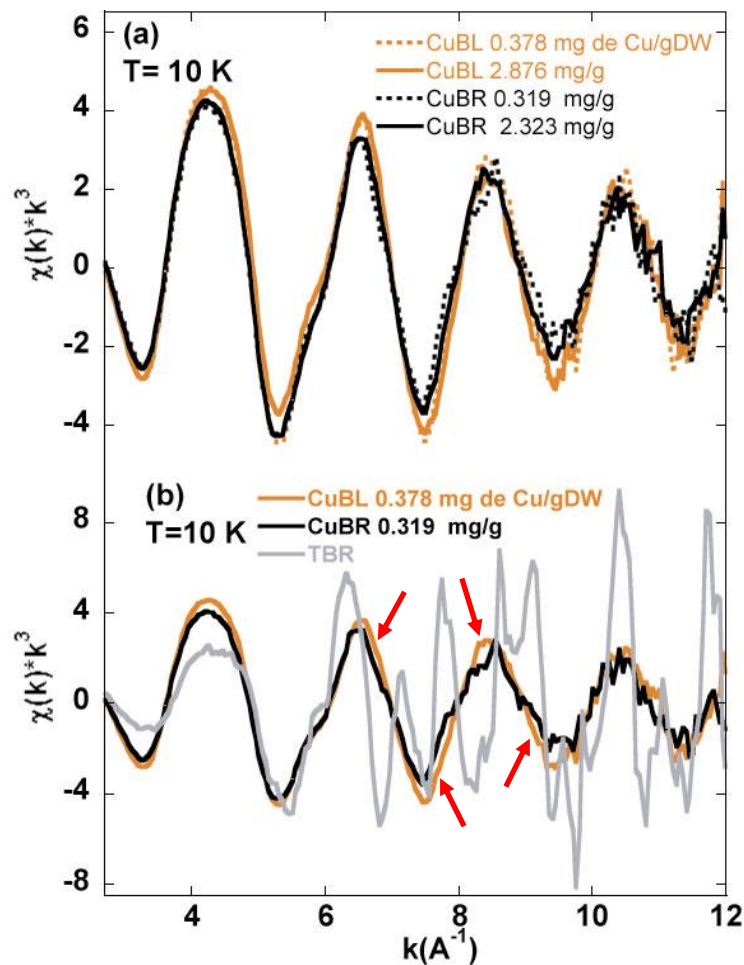 6
(a)
T= 10 K
CuBL 0.378 mg de Cu/gDW
CuBL 2.876 mg/g
CuBR 0.319 mg/g
CuBR 2.323 mg/g
4
2
0
-2
-4
χ(k)*k³
(b)
T=10 K
CuBL 0.378 mg de Cu/gDW
CuBR 0.319 mg/g
TBR
8
4
0
-4
-8
χ(k)*k³
4 6 8 10 12
k(A⁻¹)